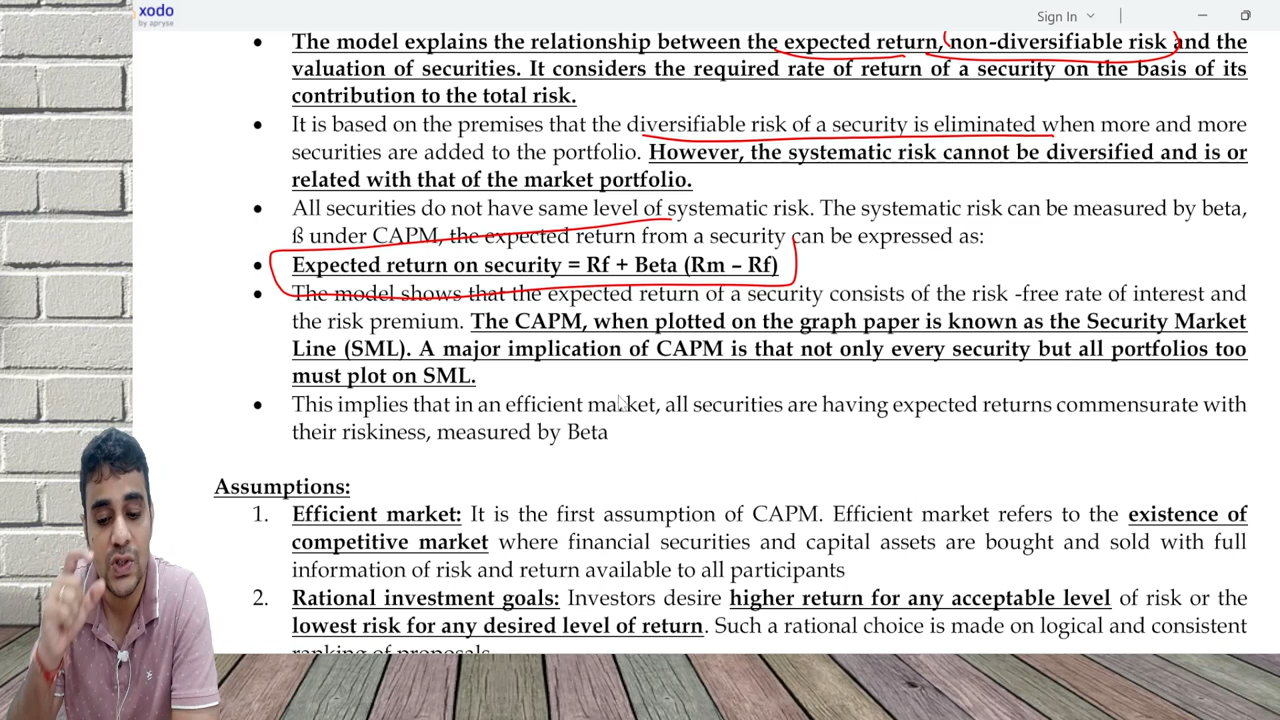 xodo
by apryse
Sign In
• The model explains the relationship between the expected return, non-diversifiable risk and the
valuation of securities. It considers the required rate of return of a security on the basis of its
contribution to the total risk.
• It is based on the premises that the diversifiable risk of a security is eliminated when more and more
securities are added to the portfolio. However, the systematic risk cannot be diversified and is or
related with that of the market portfolio.
• All securities do not have same level of systematic risk. The systematic risk can be measured by beta,
ß under CAPM, the expected return from a security can be expressed as:
• Expected return on security = Rf + Beta (Rm – Rf)
• The model shows that the expected return of a security consists of the risk -free rate of interest and
the risk premium. The CAPM, when plotted on the graph paper is known as the Security Market
Line (SML). A major implication of CAPM is that not only every security but all portfolios too
must plot on SML.
• This implies that in an efficient market, all securities are having expected returns commensurate with
their riskiness, measured by Beta
Assumptions:
1. Efficient market: It is the first assumption of CAPM. Efficient market refers to the existence of
competitive market where financial securities and capital assets are bought and sold with full
information of risk and return available to all participants
2. Rational investment goals: Investors desire higher return for any acceptable level of risk or the
lowest risk for any desired level of return. Such a rational choice is made on logical and consistent
ranking of proposals